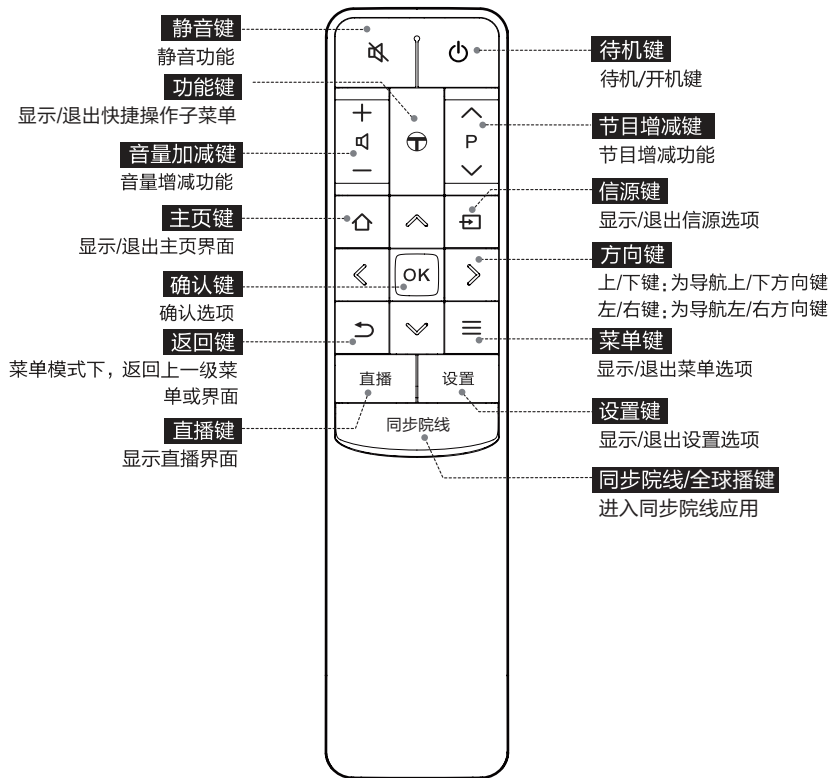 静音键
静音功能
功能键
显示/退出快捷操作子菜单
音量加减键
音量增减功能
主页键
显示/退出主页界面
确认键
确认选项
返回键
菜单模式下，返回上一级菜
单或界面
直播键
显示直播界面
P
OK
直播
设置
同步院线
待机键
待机/开机键
节目增减键
节目增减功能
信源键
显示/退出信源选项
方向键
上/下键：为导航上/下方向键
左/右键：为导航左/右方向键
菜单键
显示/退出菜单选项
设置键
显示/退出设置选项
同步院线/全球播键
进入同步院线应用